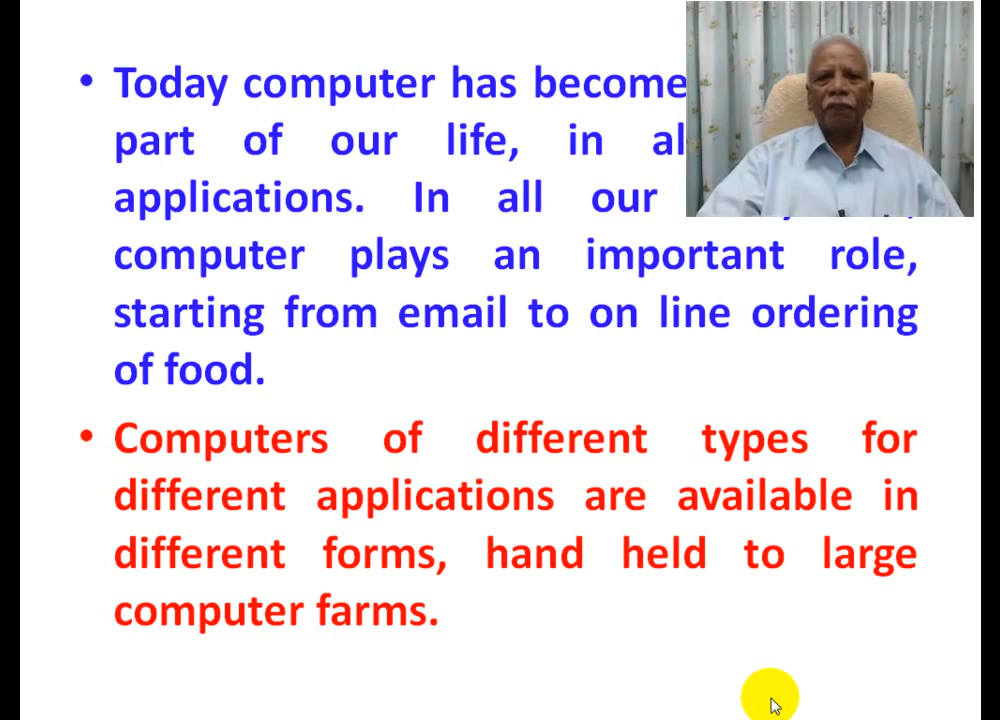 • Today computer has become
part of our life, in
applications. In all our
computer plays an important role,
starting from email to on line ordering
of food.
• Computers of different types for
different applications are available in
different forms, hand held to large
computer farms.